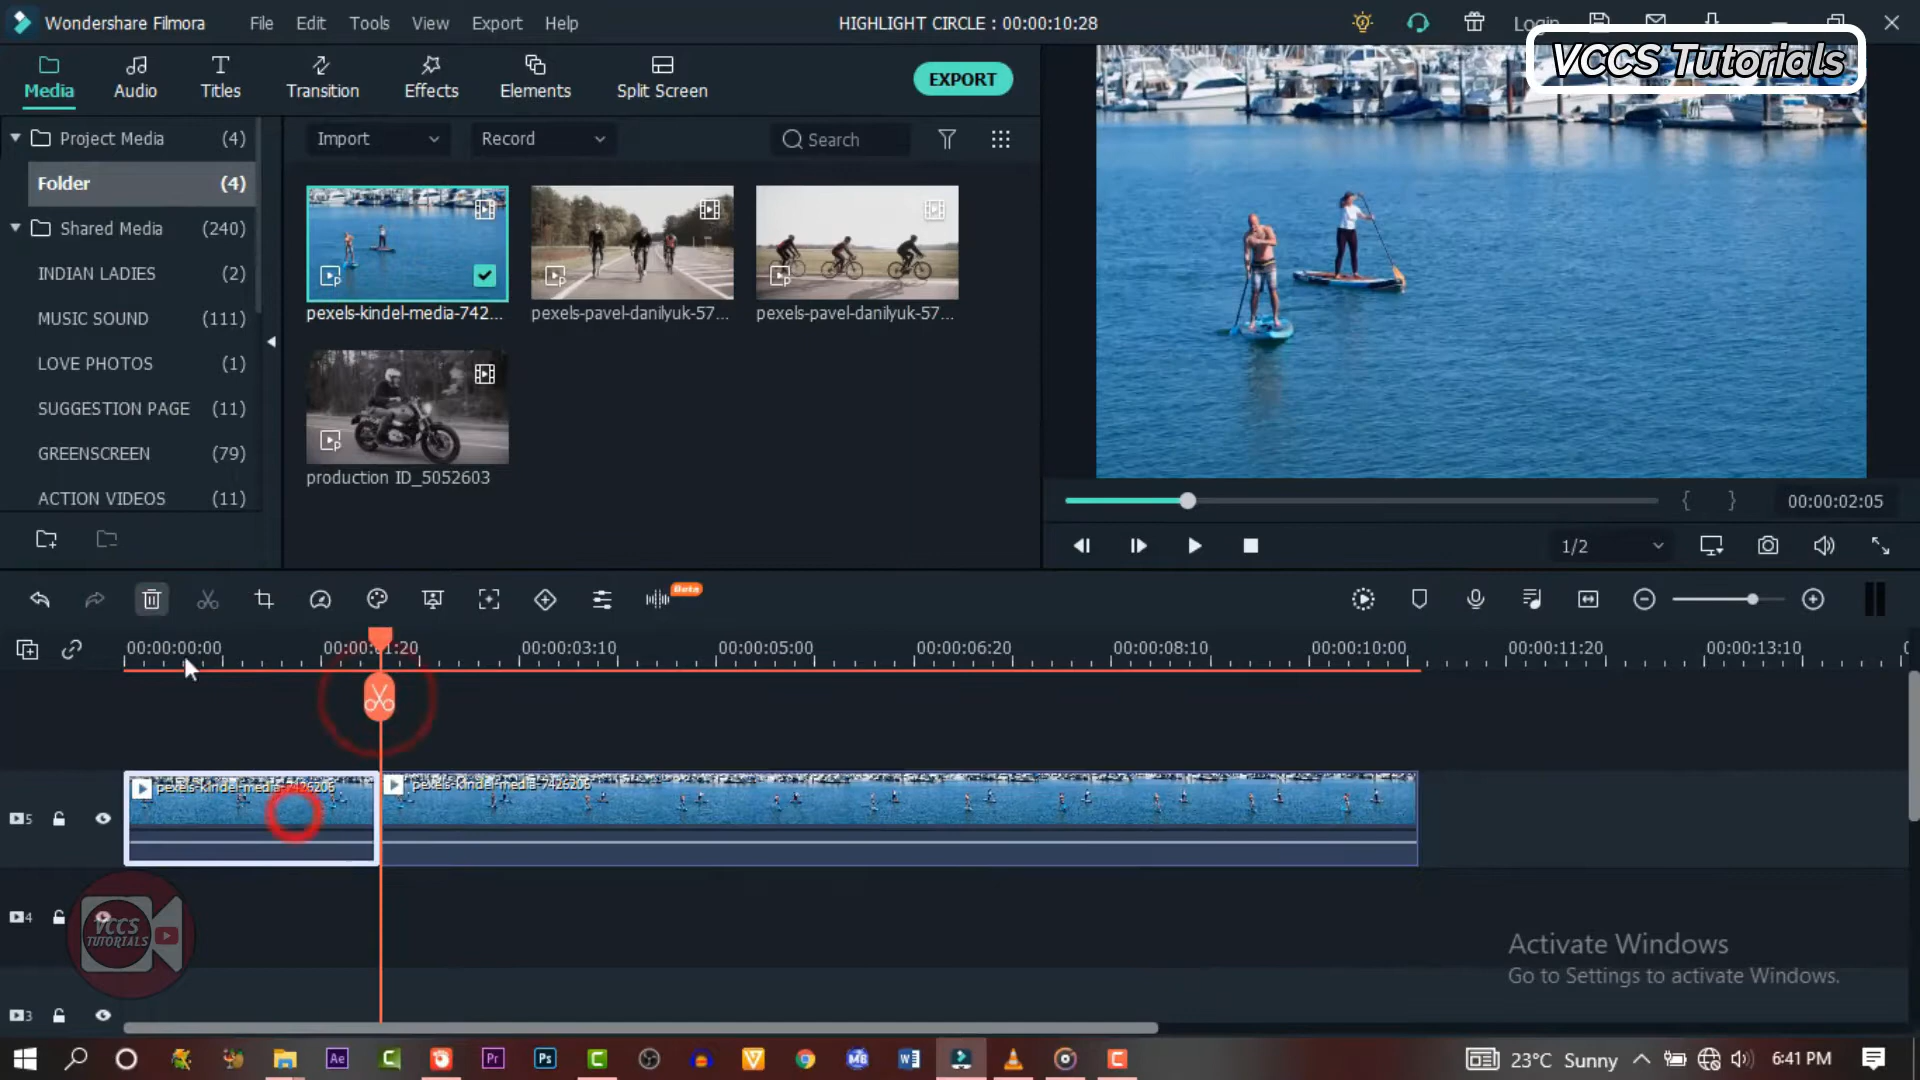 Wondershare Filmora
File
Edit
Tools
View
Export
Help
HIGHLIGHT CIRCLE : 00:00:10:28
Login
VCCS Tutorials
Media
Audio
Titles
Transition
Effects
Elements
Split Screen
EXPORT
Project Media (4)
Folder (4)
Shared Media (240)
INDIAN LADIES (2)
MUSIC SOUND (111)
LOVE PHOTOS (1)
SUGGESTION PAGE (11)
GREENSCREEN (79)
ACTION VIDEOS (11)
Import
Record
Search
pexels-kindel-media-742...
pexels-pavel-danilyuk-57...
pexels-pavel-danilyuk-57...
production ID_5052603
{ } 00:00:02:05
1/2
Beta
00:00:00:00
00:00:01:20
00:00:03:10
00:00:05:00
00:00:06:20
00:00:08:10
00:00:10:00
00:00:11:20
00:00:13:10
pexels-kindel-media-7426206
pexels-kindel-media-7426206
5
4
3
VCCS
TUTORIALS
Activate Windows
Go to Settings to activate Windows.
Ae
Pr
Ps
23°C Sunny
6:41 PM